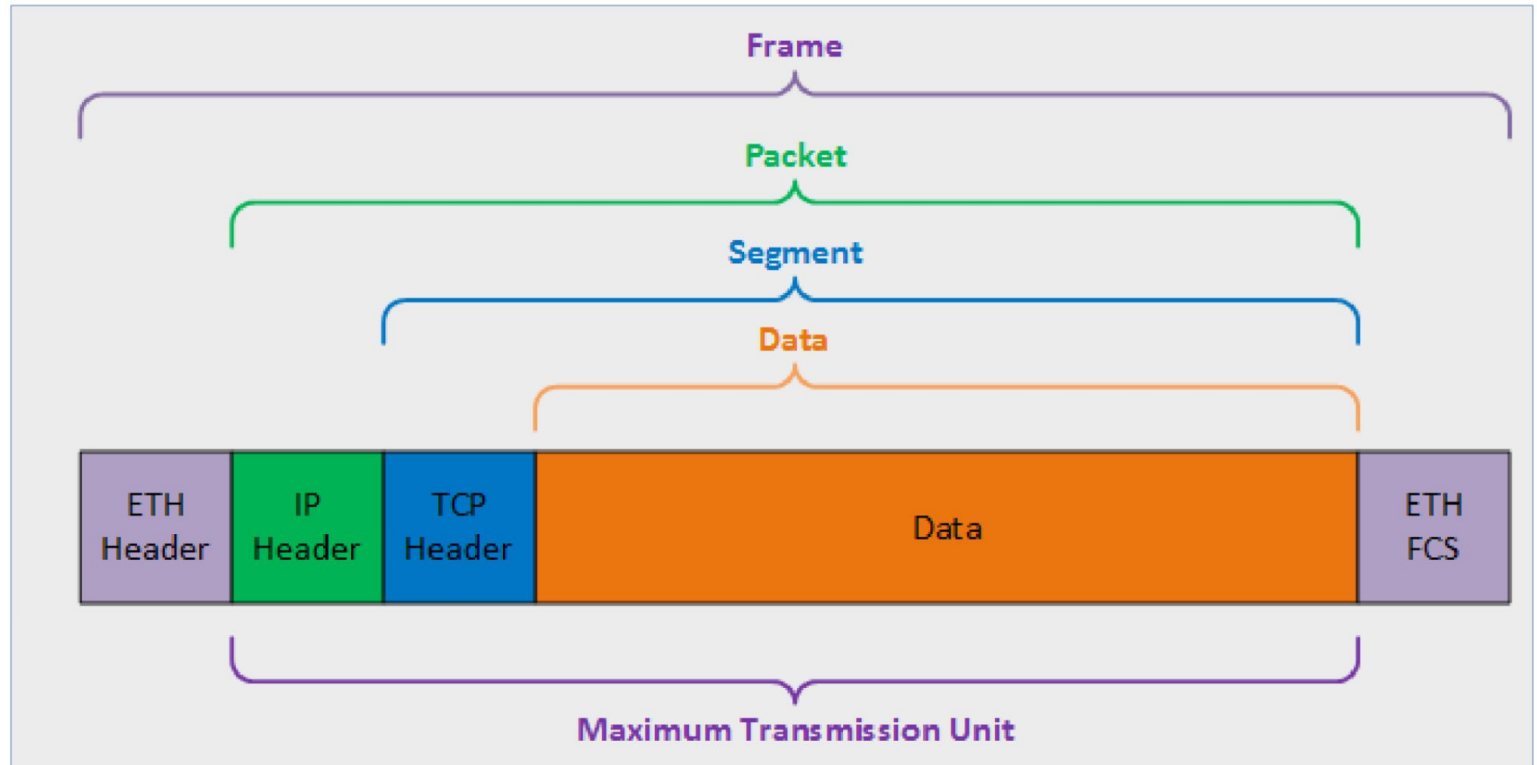 Frame
Packet
Segment
Data
ETH
Header
IP
Header
TCP
Header
Data
ETH
FCS
Maximum Transmission Unit